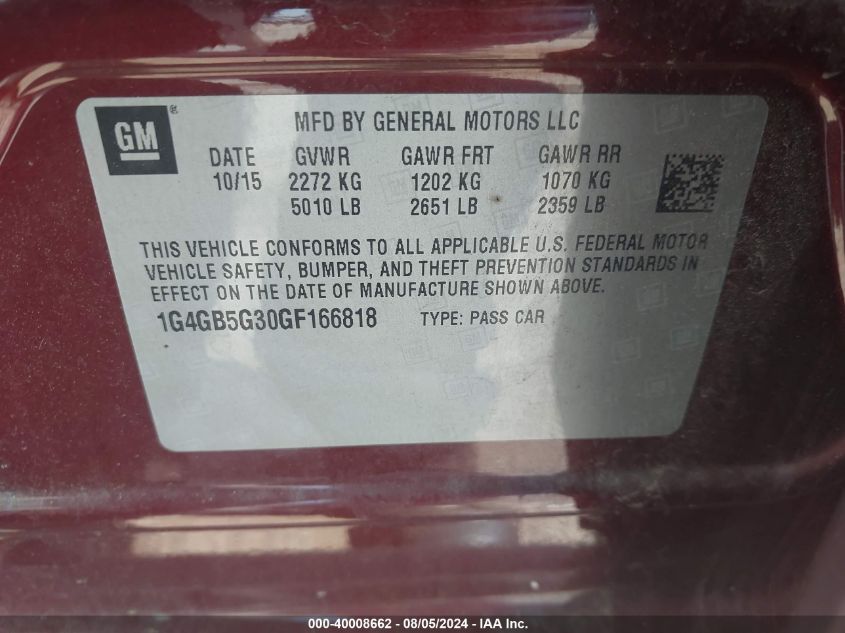 GM ®
MFD BY GENERAL MOTORS LLC
DATE GVWR GAWR FRT GAWR RR
10/15 2272 KG 1202 KG 1070 KG
5010 LB 2651 LB 2359 LB
THIS VEHICLE CONFORMS TO ALL APPLICABLE U.S. FEDERAL MOTOR
VEHICLE SAFETY, BUMPER, AND THEFT PREVENTION STANDARDS IN
EFFECT ON THE DATE OF MANUFACTURE SHOWN ABOVE.
1G4GB5G30GF166818 TYPE: PASS CAR
000-40008662 - 08/05/2024 - IAA Inc.